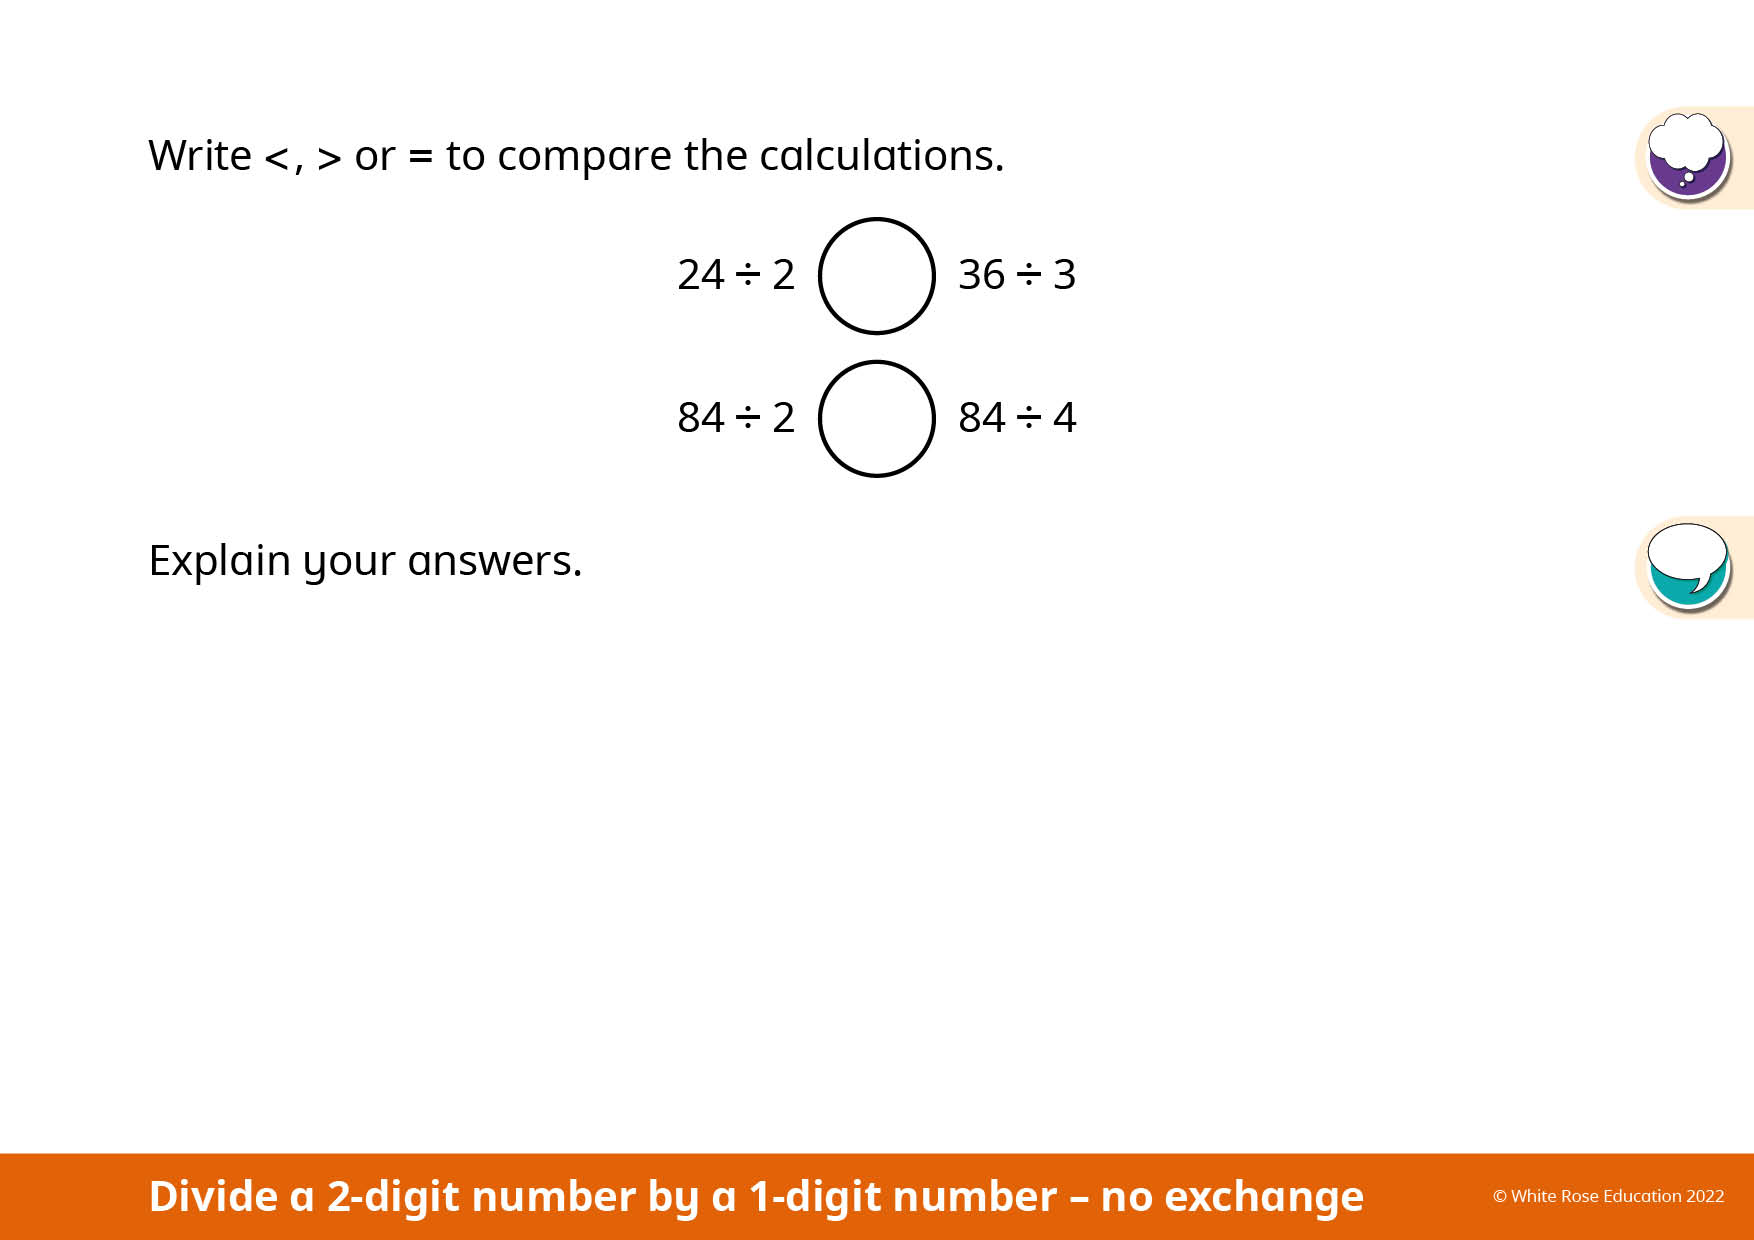 Write <, > or = to compare the calculations.
24 ÷ 2 36 ÷ 3
84 ÷ 2 84 ÷ 4
Explain your answers.
Divide a 2-digit number by a 1-digit number – no exchange
© White Rose Education 2022